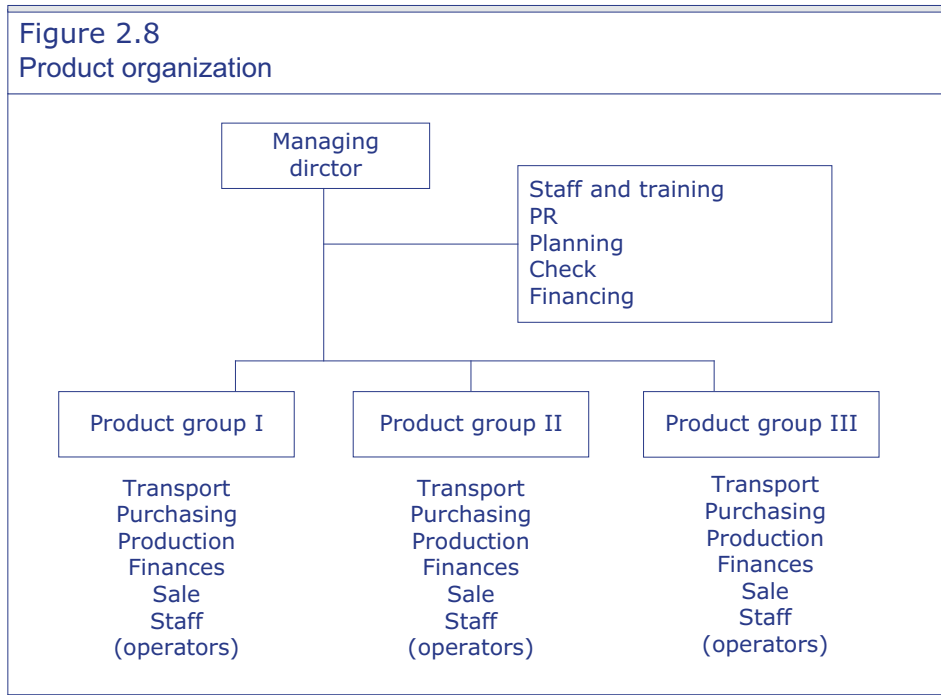 Figure 2.8
Product organization
Managing
dirctor
Staff and training
PR
Planning
Check
Financing
Product group I
Product group II
Product group III
Transport
Purchasing
Production
Finances
Sale
Staff
(operators)
Transport
Purchasing
Production
Finances
Sale
Staff
(operators)
Transport
Purchasing
Production
Finances
Sale
Staff
(operators)